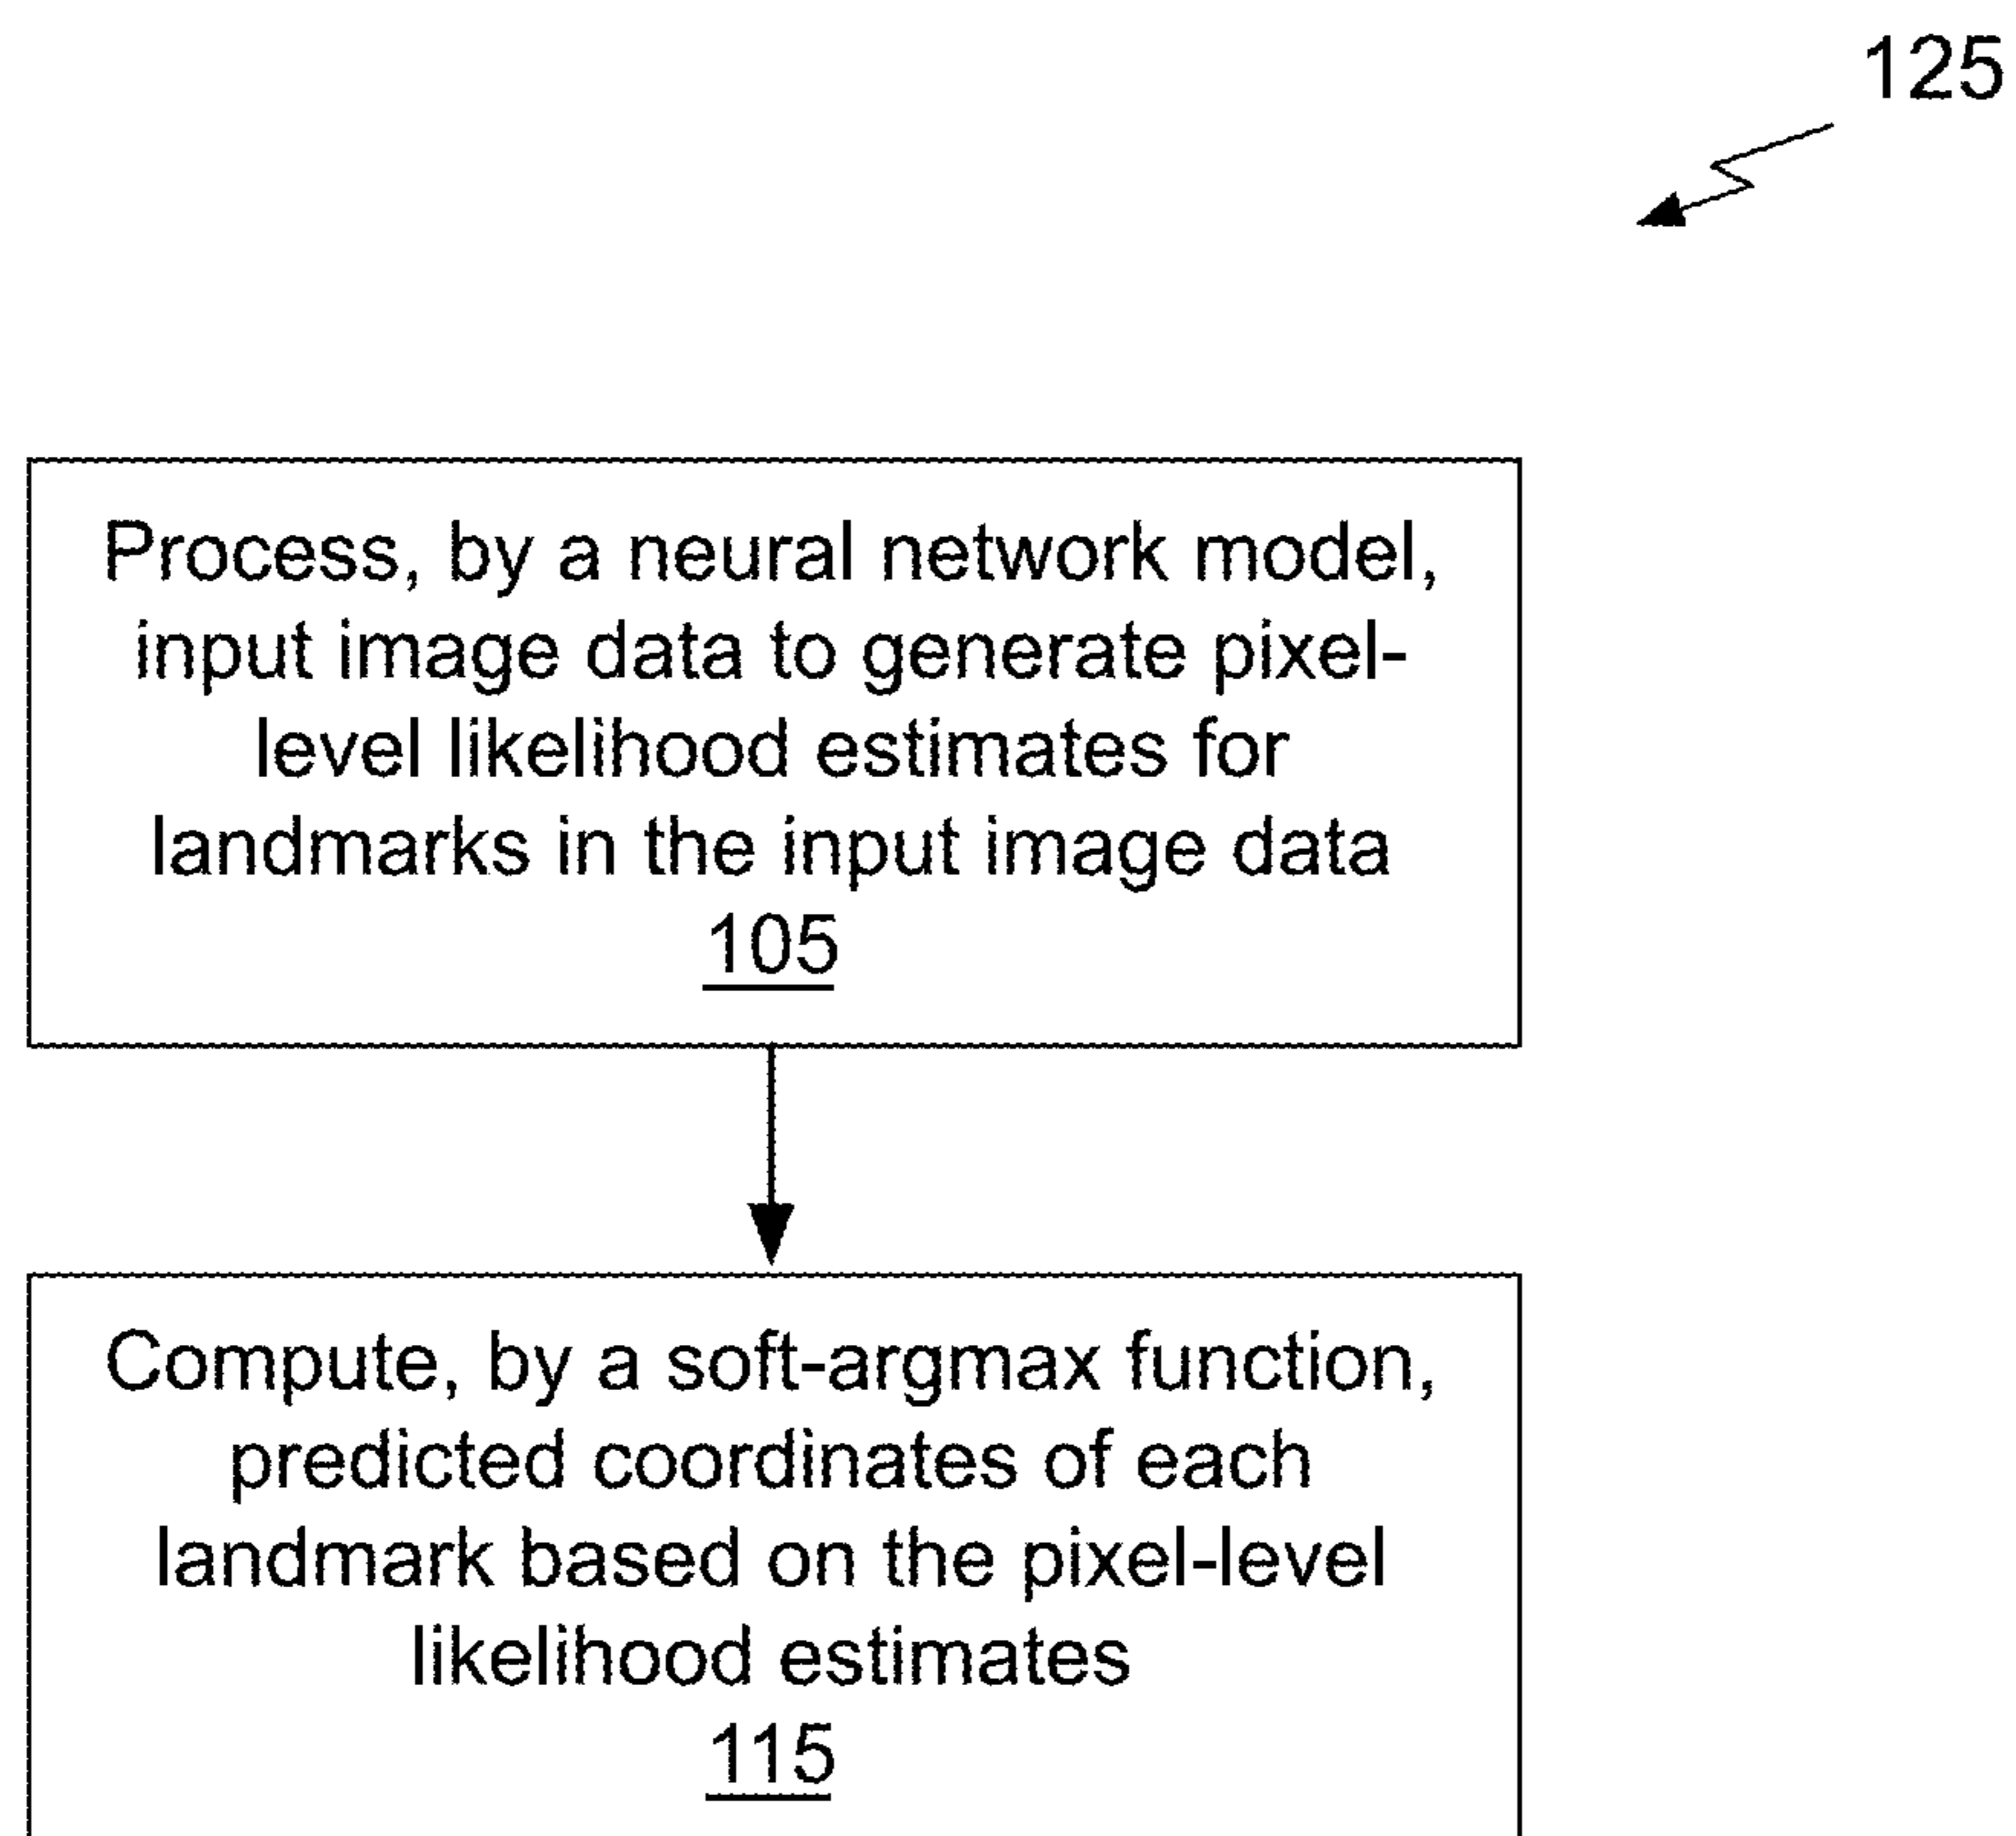 125
Process, by a neural network model,
input image data to generate pixel-
level likelihood estimates for
landmarks in the input image data
105
Compute, by a soft-argmax function,
predicted coordinates of each
landmark based on the pixel-level
likelihood estimates
115